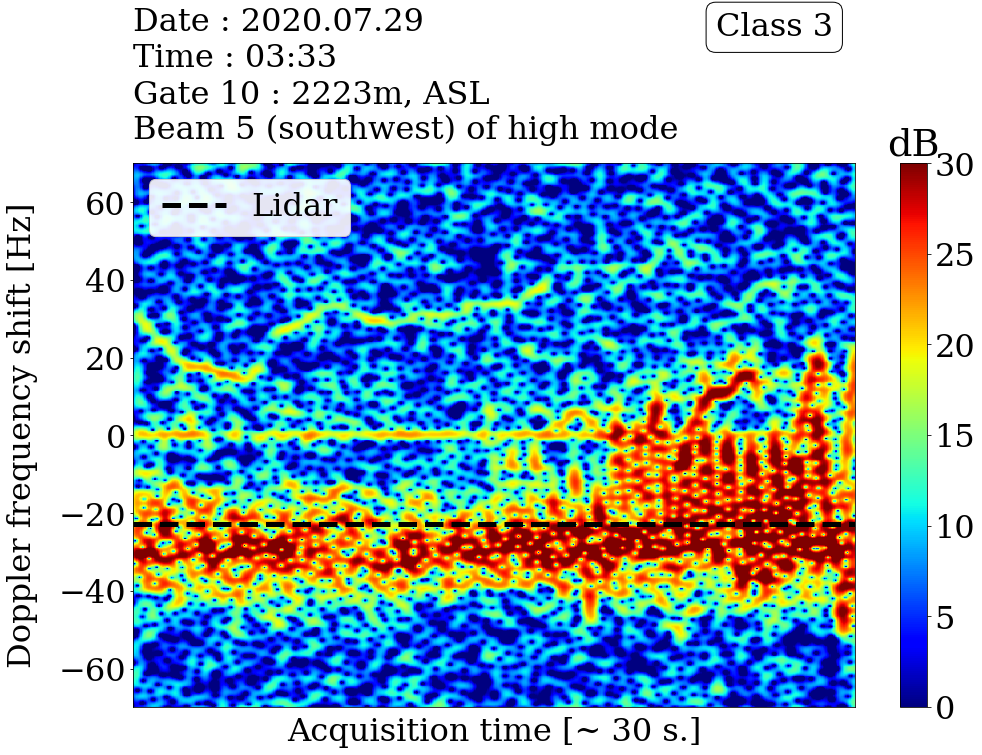 Date : 2020.07.29
Time : 03:33
Gate 10 : 2223m, ASL
Beam 5 (southwest) of high mode
Class 3
dB
Lidar
Doppler frequency shift [Hz]
60
40
20
0
−20
−40
−60
30
25
20
15
10
5
0
Acquisition time [~ 30 s.]